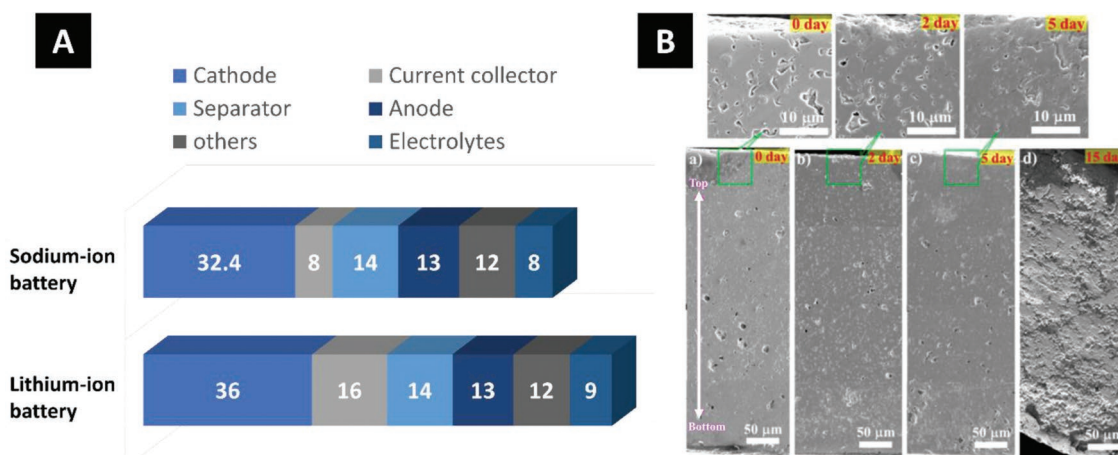 A
Cathode
Current collector
Separator
Anode
others
Electrolytes
Sodium-ion
battery
32.4
8
14
13
12
8
Lithium-ion
battery
36
16
14
13
12
9
B
0 day
2 day
5 day
10 µm
10 µm
10 µm
a)
0 day
b)
2 day
c)
5 day
d)
Top
Bottom
50 µm
50 µm
50 µm
50 µm